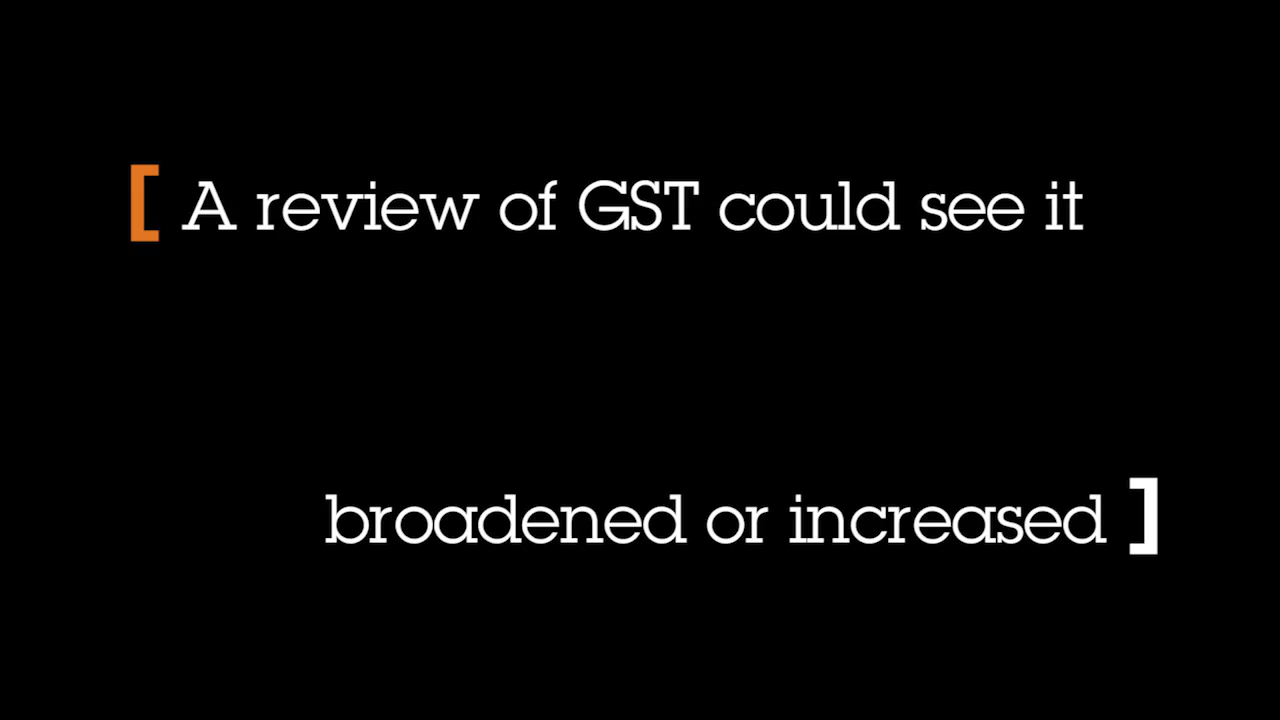 [ A review of GST could see it
broadened or increased ]